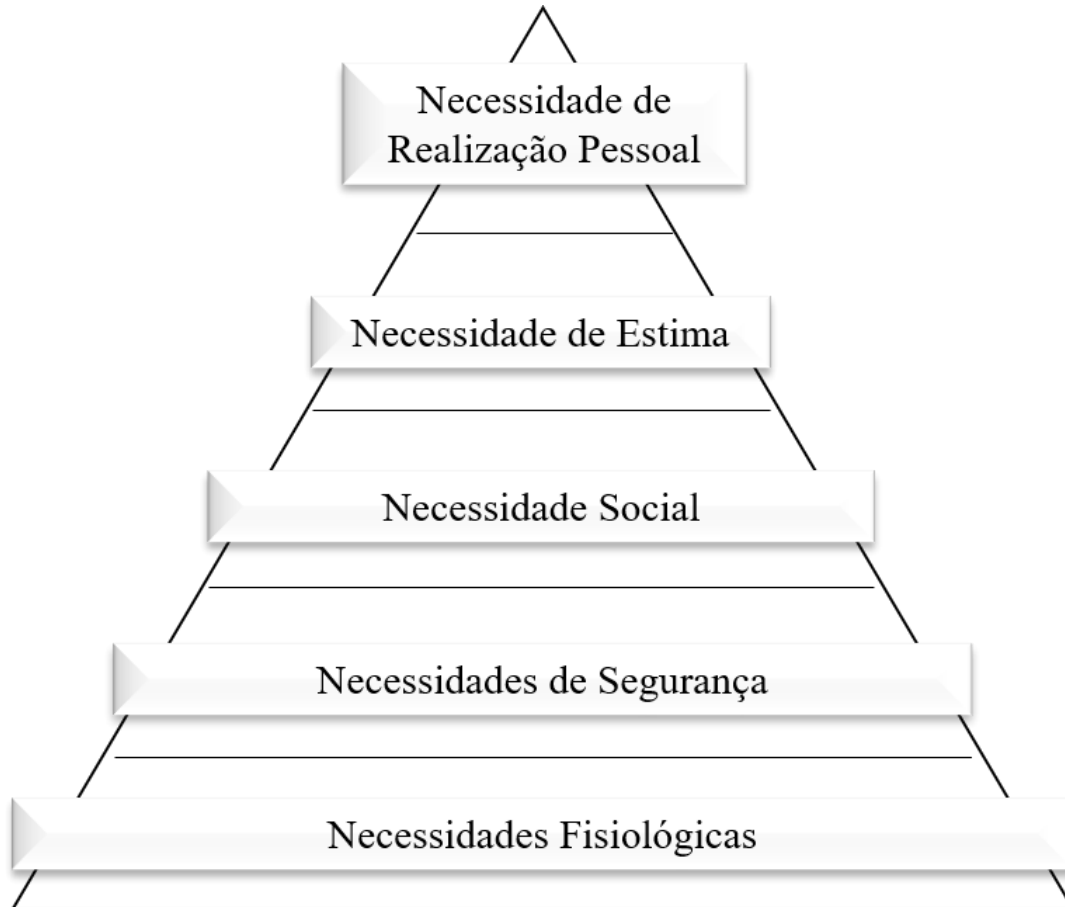 Necessidade de
Realização Pessoal
Necessidade de Estima
Necessidade Social
Necessidades de Segurança
Necessidades Fisiológicas